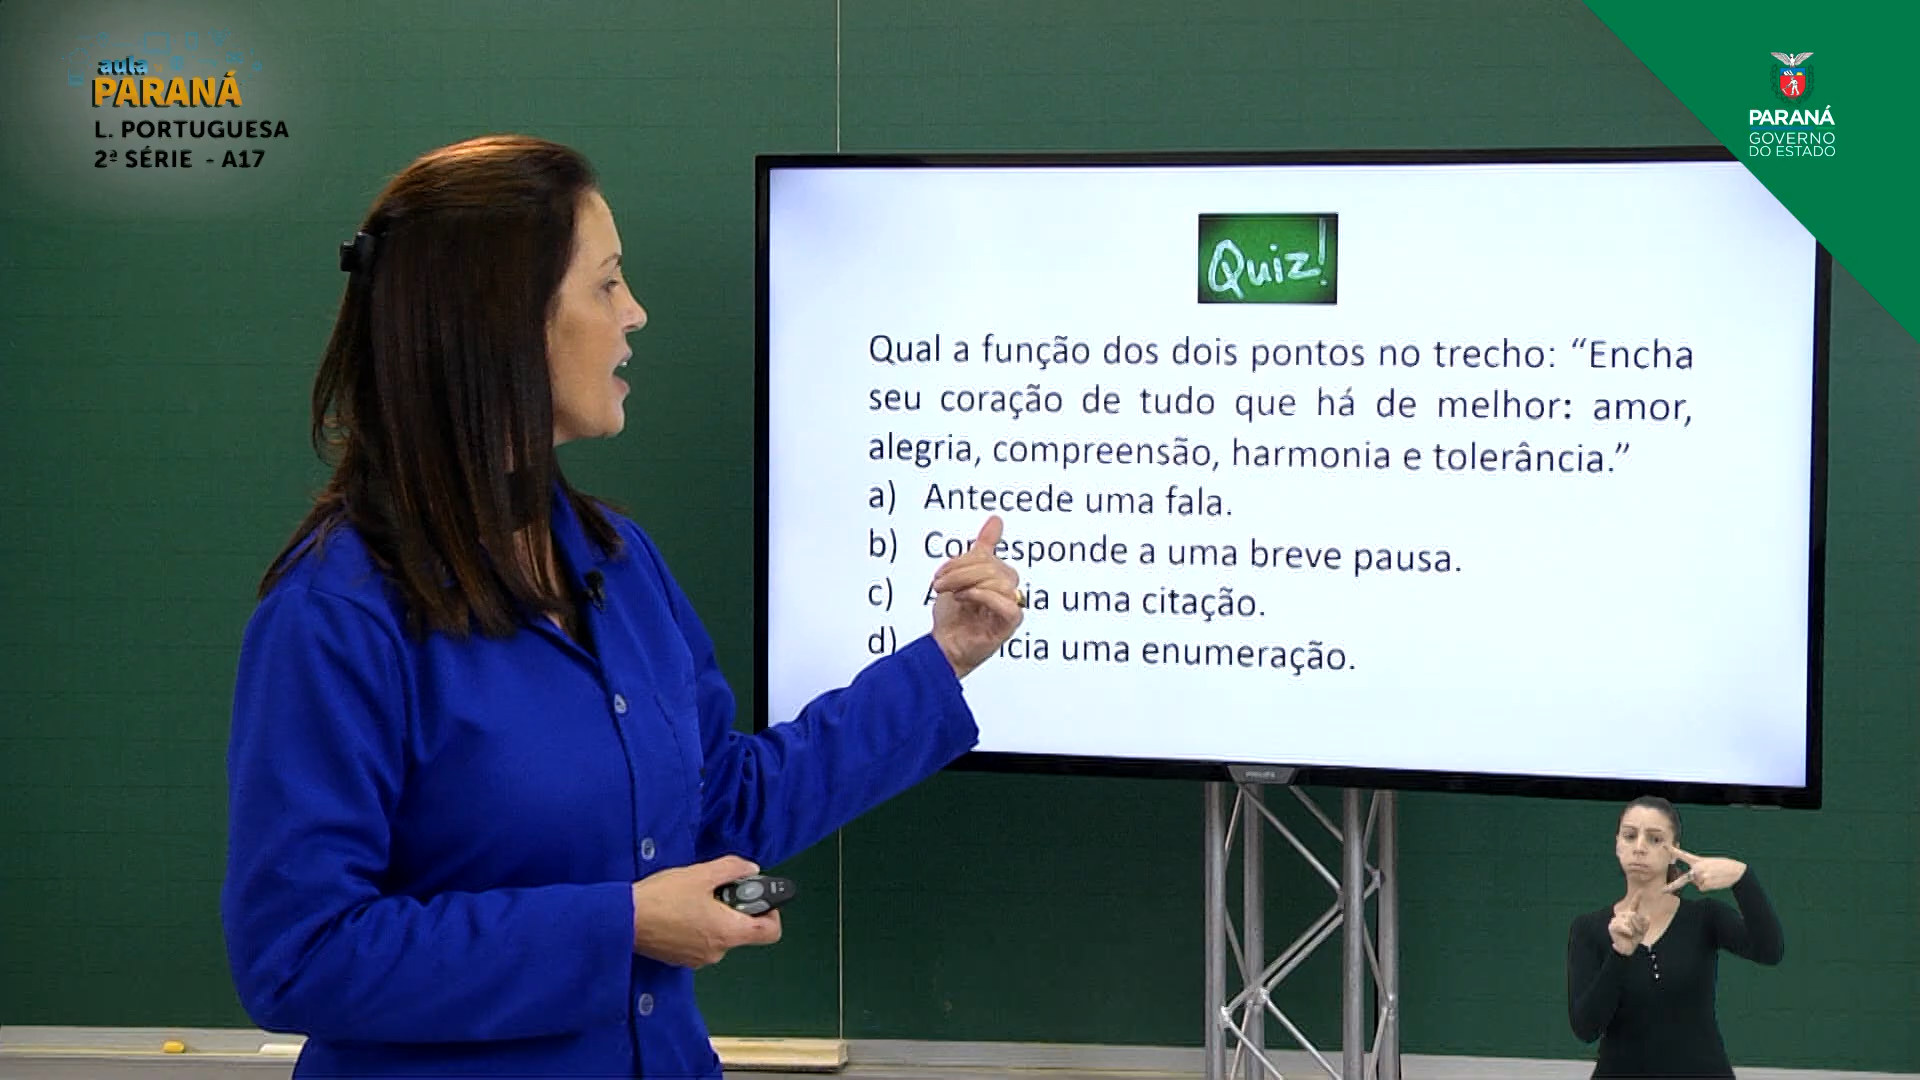 aula
PARANÁ
L. PORTUGUESA
2ª SÉRIE - A17
PARANÁ
GOVERNO
DO ESTADO
Quiz!
Qual a função dos dois pontos no trecho: “Encha
seu coração de tudo que há de melhor: amor,
alegria, compreensão, harmonia e tolerância.”
a) Antecede uma fala.
b) Corresponde a uma breve pausa.
c) uma citação.
d) uma enumeração.
PHILIPS